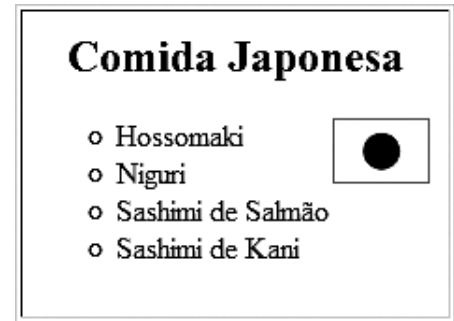 Comida Japonesa
Hossomaki
Niguri
Sashimi de Salmão
Sashimi de Kani